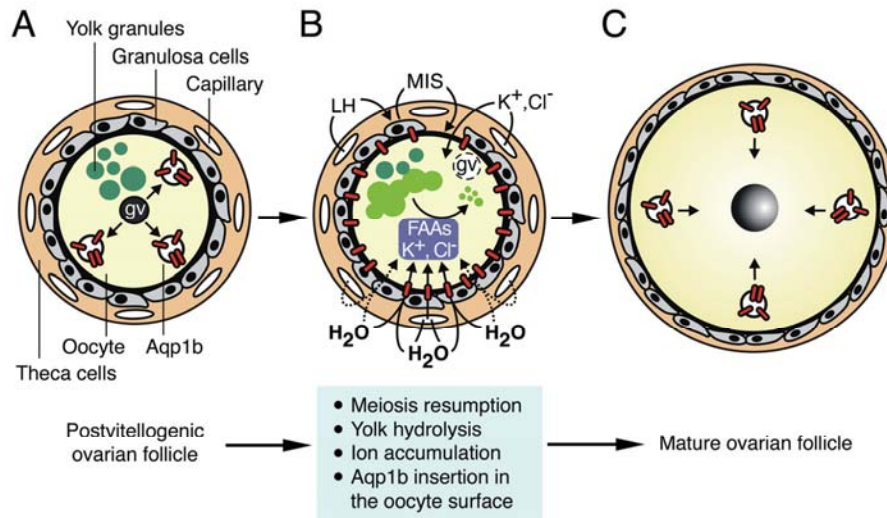 A
Yolk granules
Granulosa cells
Capillary
gv
Oocyte
Aqp1b
Theca cells
B
LH
MIS
K+,Cl-
gv
FAAs
K+, Cl-
H2O
H2O
H2O
C
Postvitellogenic
ovarian follicle
• Meiosis resumption
• Yolk hydrolysis
• Ion accumulation
• Aqp1b insertion in
the oocyte surface
Mature ovarian follicle